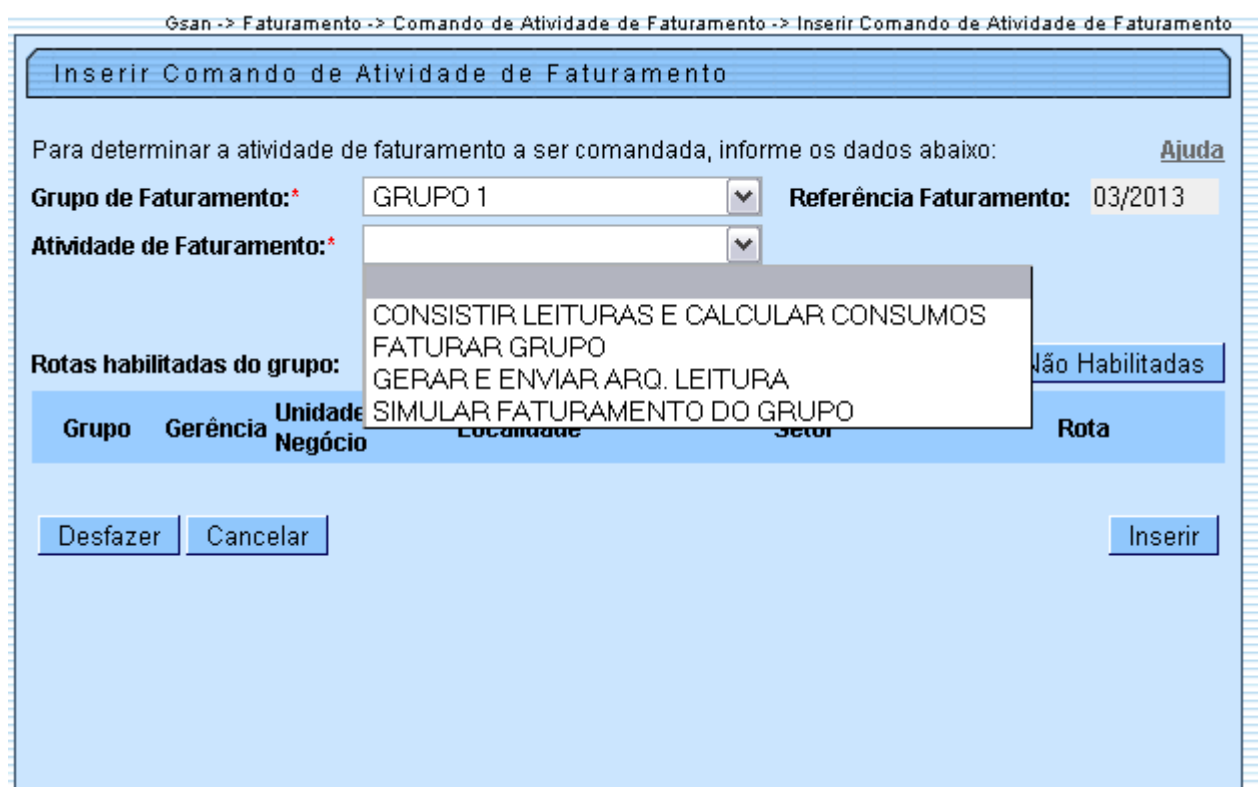 Gsan -> Faturamento -> Comando de Atividade de Faturamento -> Inserir Comando de Atividade de Faturamento
Inserir Comando de Atividade de Faturamento
Para determinar a atividade de faturamento a ser comandada, informe os dados abaixo: Ajuda
Grupo de Faturamento:* GRUPO 1 Referência Faturamento: 03/2013
Atividade de Faturamento:*
CONSISTIR LEITURAS E CALCULAR CONSUMOS
FATURAR GRUPO
GERAR E ENVIAR ARQ. LEITURA
SIMULAR FATURAMENTO DO GRUPO
Rotas habilitadas do grupo: Não Habilitadas
Grupo Gerência Unidade Negócio Localidade Setor Rota
Desfazer Cancelar Inserir